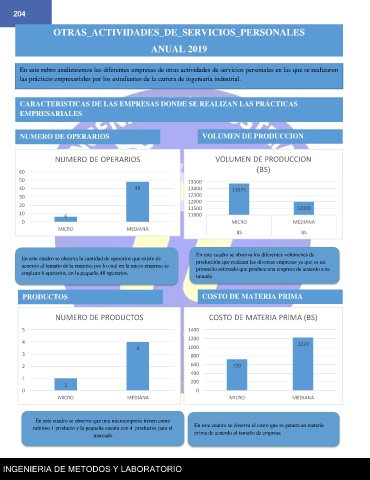 204
OTRAS_ACTIVIDADES_DE_SERVICIOS_PERSONALES
ANUAL 2019
En este rubro analizaremos las diferentes empresas de otras actividades de servicios personales en las que se realizaron
las prácticas empresariales por los estudiantes de la carrera de ingeniería industrial.
CARACTERISTICAS DE LAS EMPRESAS DONDE SE REALIZAN LAS PRÁCTICAS
EMPRESARIALES
NUMERO DE OPERARIOS
VOLUMEN DE PRODUCCION
NUMERO DE OPERARIOS
60
50
40
30
20
10
0
6
48
MICRO
MEDIANA
VOLUMEN DE PRODUCCION
(BS)
13500
13000
12500
12000
11500
11000
12000
MICRO
MEDIANA
BS
BS
En este cuadro se observa la cantidad de operarios que existe de
acuerdo al tamaño de la empresa por lo cual en la micro empresa se
emplean 6 operarios, en la pequeña 48 operarios.
En este cuadro se observa los diferentes volúmenes de
producción que realizan las diversas empresas ya que es un
promedio estimado que produce una empresa de acuerdo a su
tamaño
PRODUCTOS
COSTO DE MATERIA PRIMA
NUMERO DE PRODUCTOS
5
4
3
2
1
0
1
4
MICRO
MEDIANA
COSTO DE MATERIA PRIMA (BS)
1400
1200
1000
800
600
400
200
0
1220
MICRO
MEDIANA
En este cuadro se observa que una microempresa tienen como
mínimo 1 producto y la pequeña cuenta con 4 productos para el
mercado
En este cuadro se observa el costo que se genera en materia
prima de acuerdo al tamaño de empresa.
INGENIERIA DE METODOS Y LABORATORIO